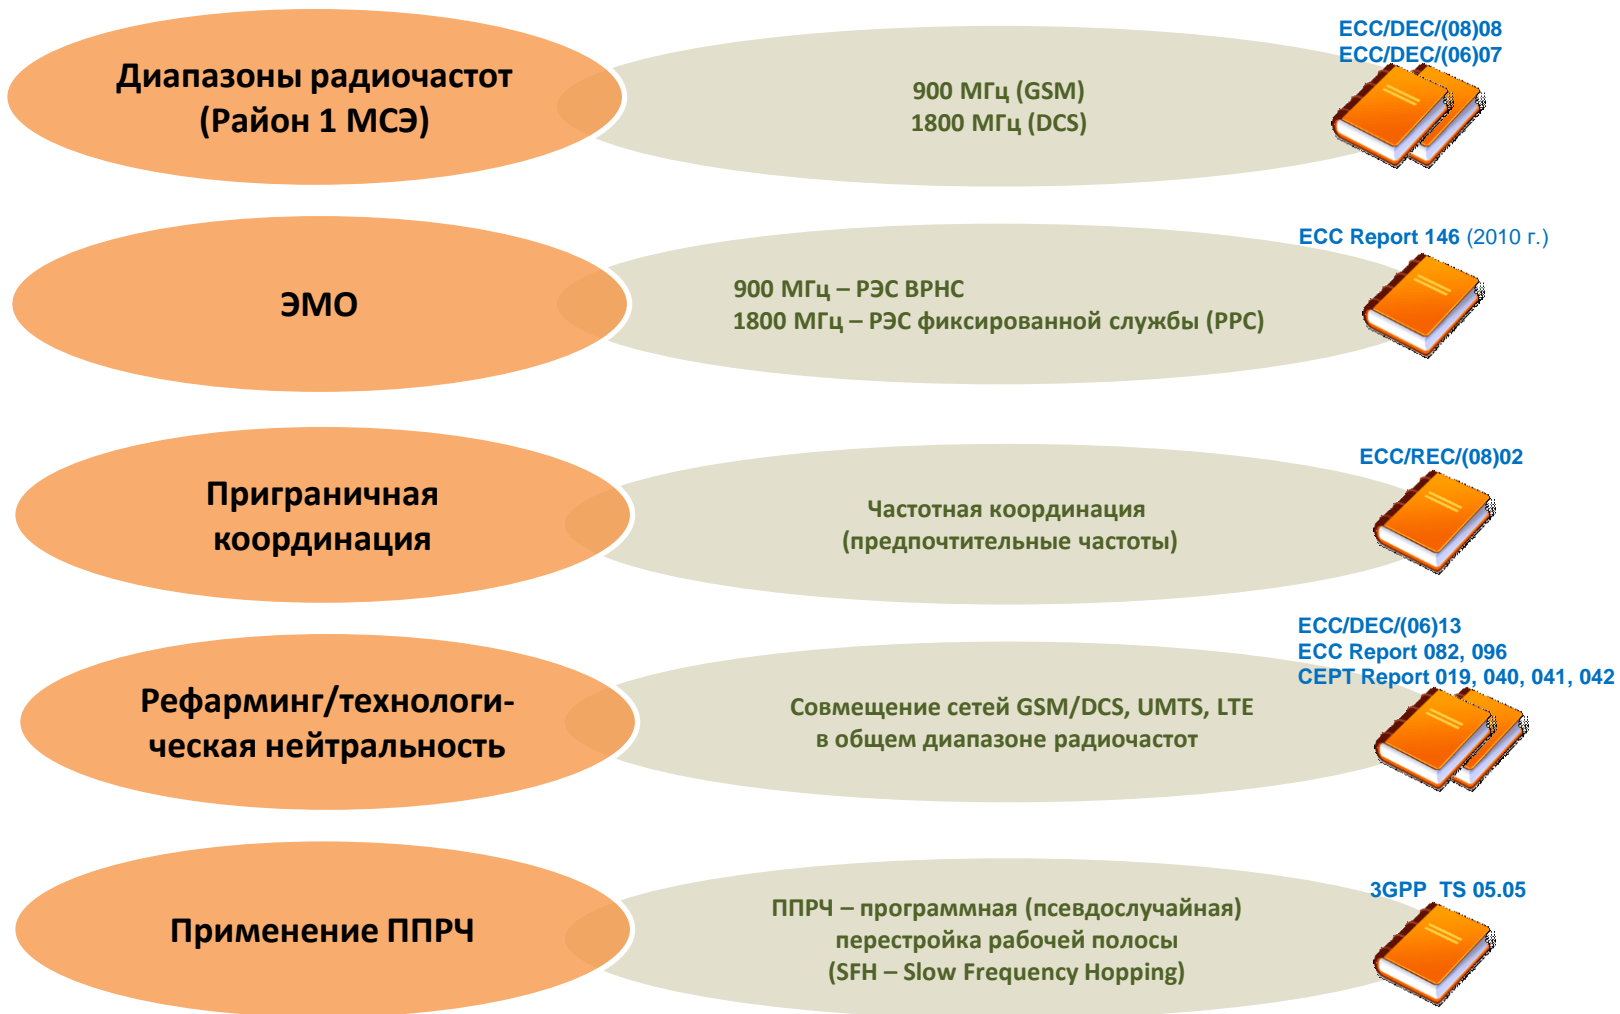 Диапазоны радиочастот
(Район 1 МСЭ)
900 МГц (GSM)
1800 МГц (DCS)
ECC/DEC/(08)08
ECC/DEC/(06)07
ЭМО
900 МГц – РЭС ВРНС
1800 МГц – РЭС фиксированной службы (РРС)
ECC Report 146 (2010 г.)
Приграничная
координация
Частотная координация
(предпочтительные частоты)
ECC/REC/(08)02
Рефарминг/технологи-
ческая нейтральность
Совмещение сетей GSM/DCS, UMTS, LTE
в общем диапазоне радиочастот
ECC/DEC/(06)13
ECC Report 082, 096
CEPT Report 019, 040, 041, 042
Применение ППРЧ
ППРЧ – программная (псевдослучайная)
перестройка рабочей полосы
(SFH – Slow Frequency Hopping)
3GPP TS 05.05